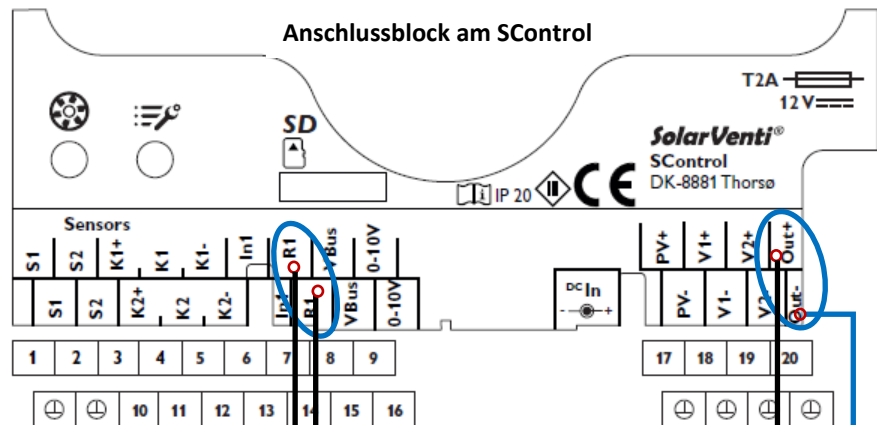 Anschlussblock am SControl
T2A
12 V
SD
SolarVenti®
SControl
DK-8881 Thorsø
i IP 20 III CE
Sensors
S1 S2 K1+ K1 K1- In1 R1 VBus 0-10V PV+ V1+ V2+ Out+
S1 S2 K2+ K2 K2- In1 R1 VBus 0-10V DC In - + PV- V1- V2- Out-
1 2 3 4 5 6 7 8 9 17 18 19 20
10 11 12 13 14 15 16